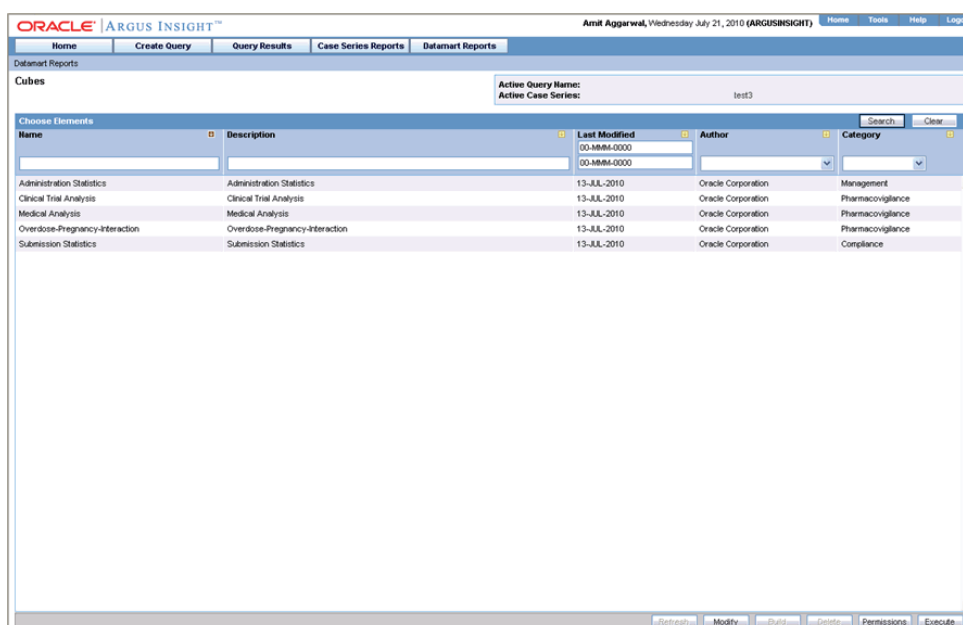 ORACLE | ARGUS INSIGHT™
Amit Aggarwal, Wednesday July 21, 2010 (ARGUSINSIGHT) Home Tools Help
Home Create Query Query Results Case Series Reports Datamart Reports
Datamart Reports
Cubes
Active Query Name:
Active Case Series: test3
Choose Elements Search Clear
Name Description Last Modified Author Category
00-MMM-0000
00-MMM-0000
Administration Statistics Administration Statistics 13-JUL-2010 Oracle Corporation Management
Clinical Trial Analysis Clinical Trial Analysis 13-JUL-2010 Oracle Corporation Pharmacovigilance
Medical Analysis Medical Analysis 13-JUL-2010 Oracle Corporation Pharmacovigilance
Overdose-Pregnancy-Interaction Overdose-Pregnancy-Interaction 13-JUL-2010 Oracle Corporation Pharmacovigilance
Submission Statistics Submission Statistics 13-JUL-2010 Oracle Corporation Compliance
Refresh Modify Build Delete Permissions Execute